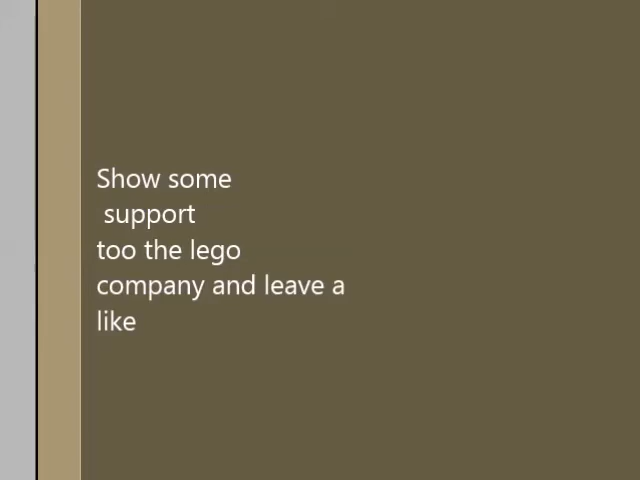 Show some
support
too the lego
company and leave a
like